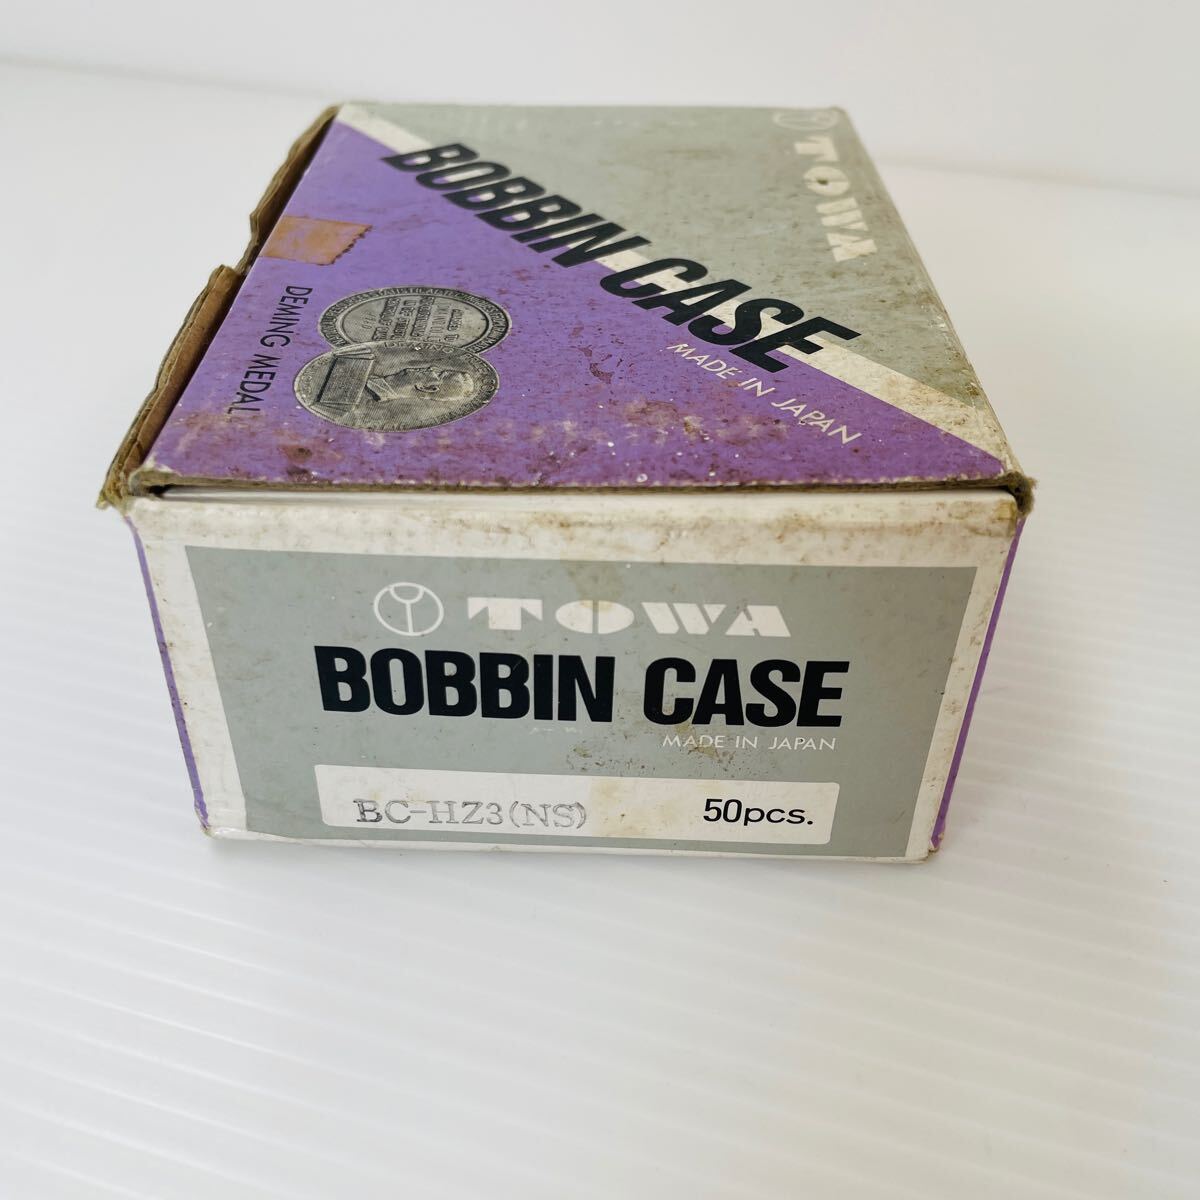 TOWA
BOBBIN CASE
MADE IN JAPAN
DEMING MEDAL
TOWA
BOBBIN CASE
MADE IN JAPAN
BC-HZ3(NS)
50pcs.